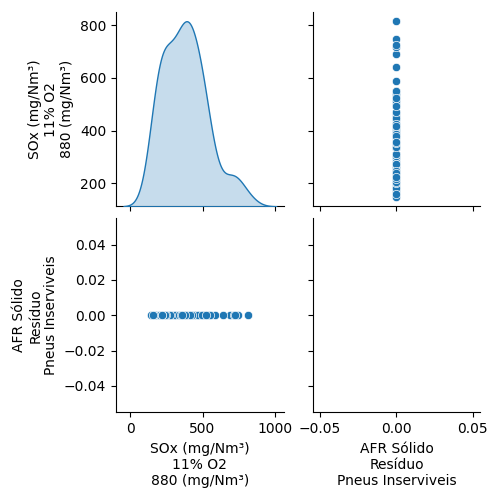 800
600
400
200
SOx (mg/Nm³)
11% O2
880 (mg/Nm³)
0.04
0.02
0.00
−0.02
−0.04
AFR Sólido
Resíduo
Pneus Inserviveis
0
500
1000
SOx (mg/Nm³)
11% O2
880 (mg/Nm³)
−0.05
0.00
0.05
AFR Sólido
Resíduo
Pneus Inserviveis